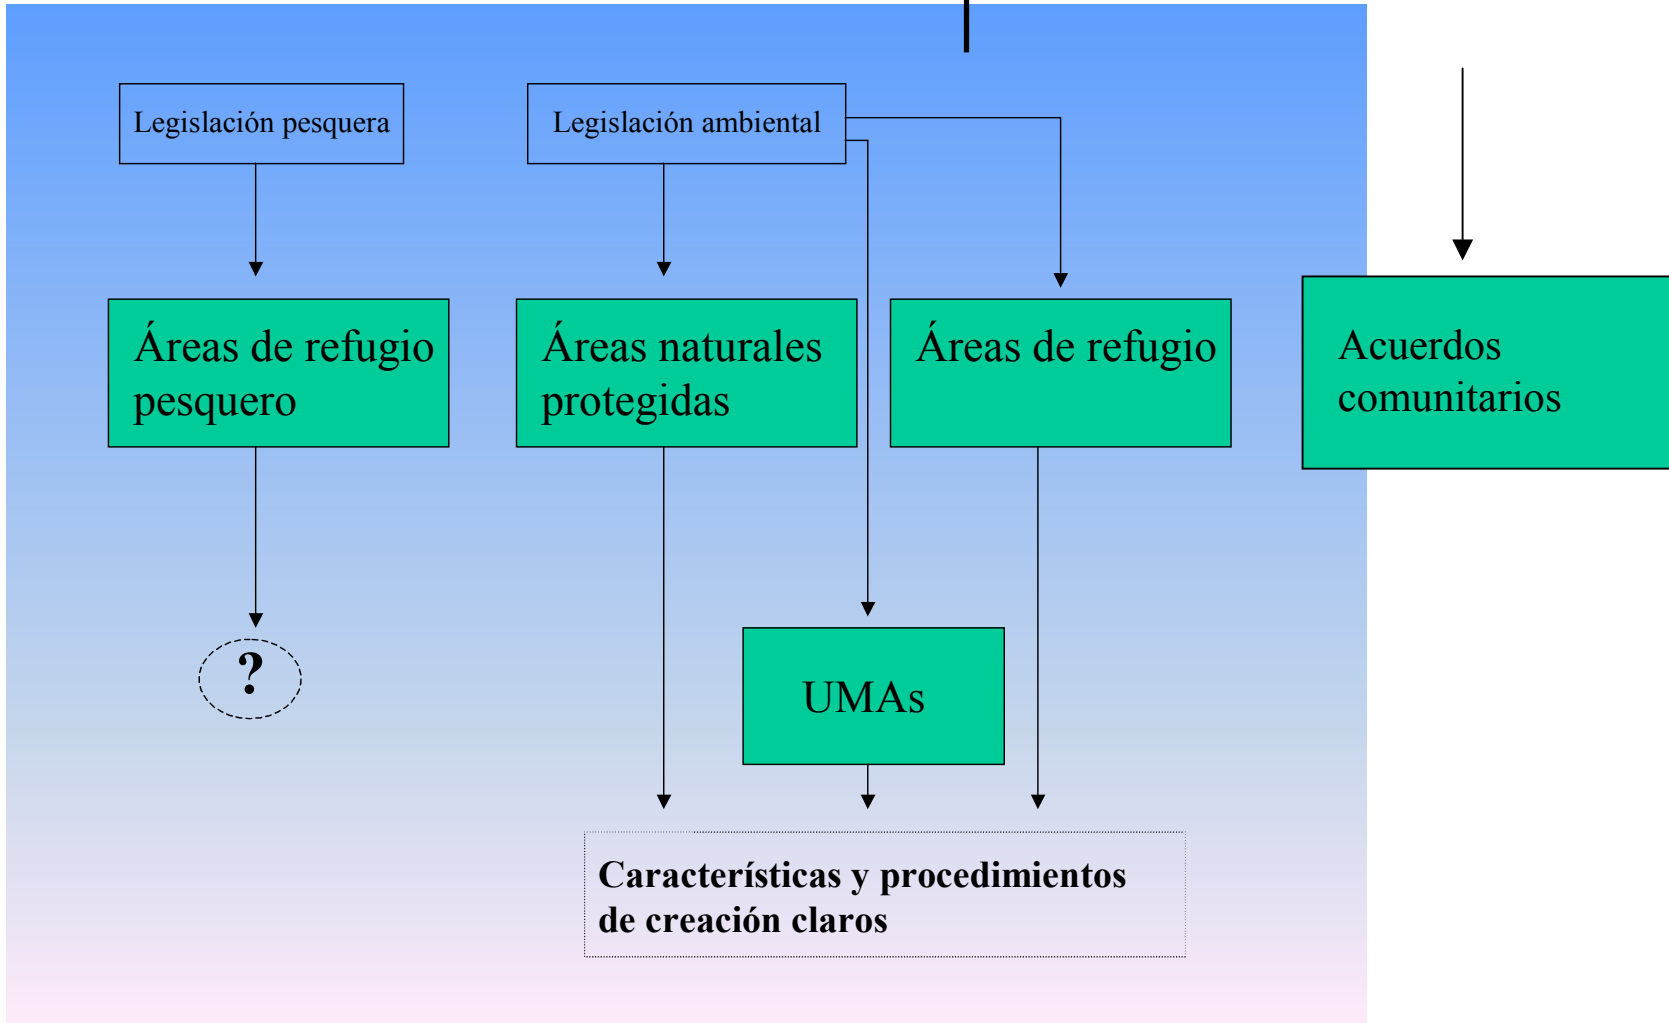 Legislación pesquera
Legislación ambiental
Áreas de refugio
pesquero
Áreas naturales
protegidas
Áreas de refugio
Acuerdos
comunitarios
?
UMAs
Característícas y procedimientos
de creación claros